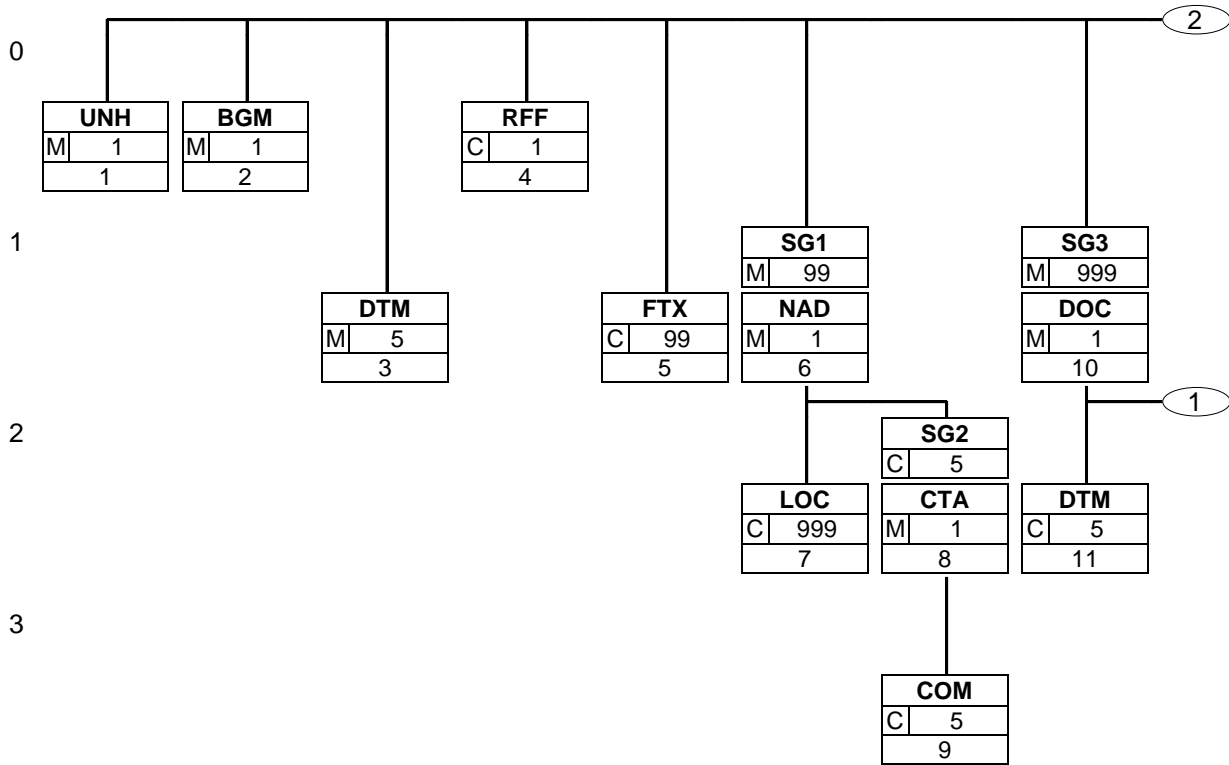 2
0
UNH
M 1
1
BGM
M 1
2
RFF
C 1
4
1
SG1
M 99
SG3
M 999
DTM
M 5
3
FTX
C 99
5
NAD
M 1
6
DOC
M 1
10
1
2
SG2
C 5
LOC
C 999
7
CTA
M 1
8
DTM
C 5
11
3
COM
C 5
9